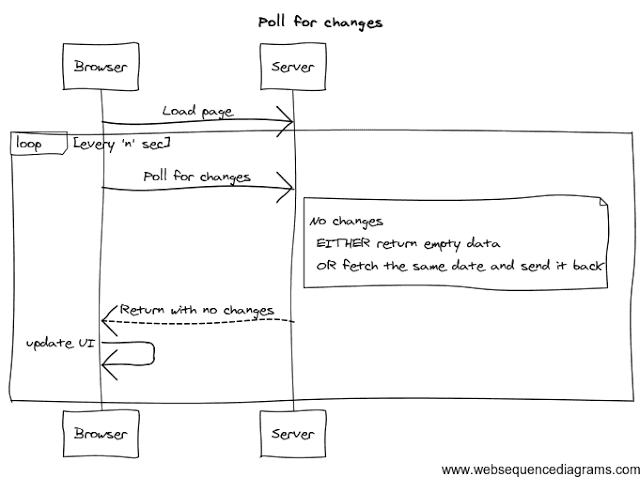 Poll for changes
Browser
Server
Load page
loop
[every 'n' sec]
Poll for changes
No changes
EITHER return empty data
OR fetch the same date and send it back
Return with no changes
update UI
Browser
Server
www.websequencediagrams.com